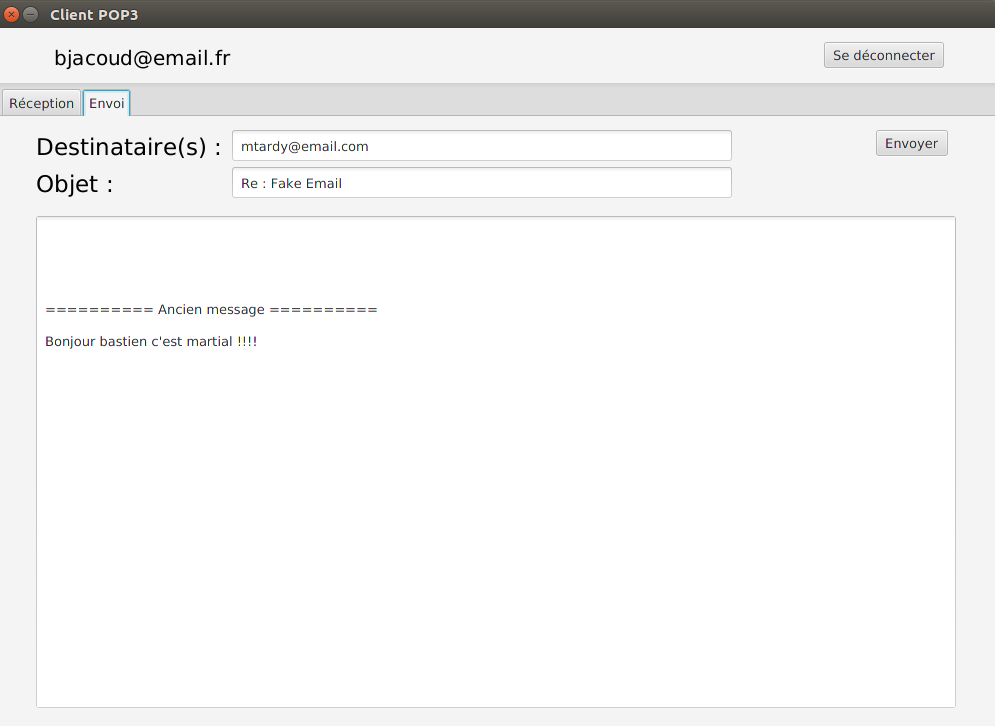 Client POP3
bjacoud@email.fr
Se déconnecter
Réception
Envoi
Destinataire(s) :
mtardy@email.com
Envoyer
Objet :
Re : Fake Email
========== Ancien message ==========
Bonjour bastien c'est martial !!!!